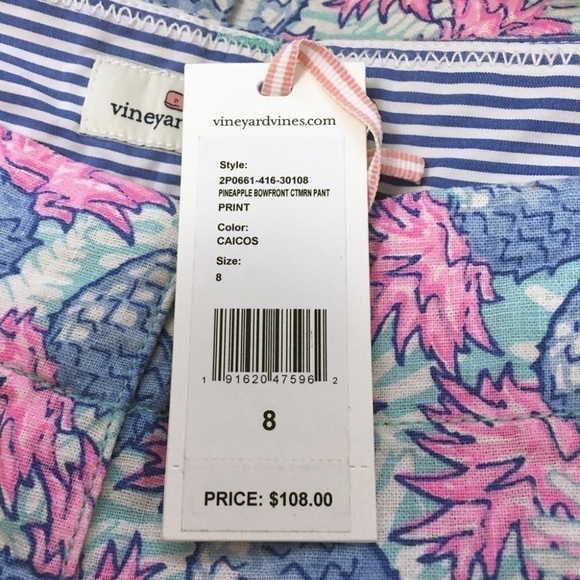 vineyardvines.com
vineyar
Style:
2P0661-416-30108
PINEAPPLE BOWFRONT CTMRN PANT
PRINT
Color:
CAICOS
Size:
8
1 91620 47596 2
8
PRICE: $108.00